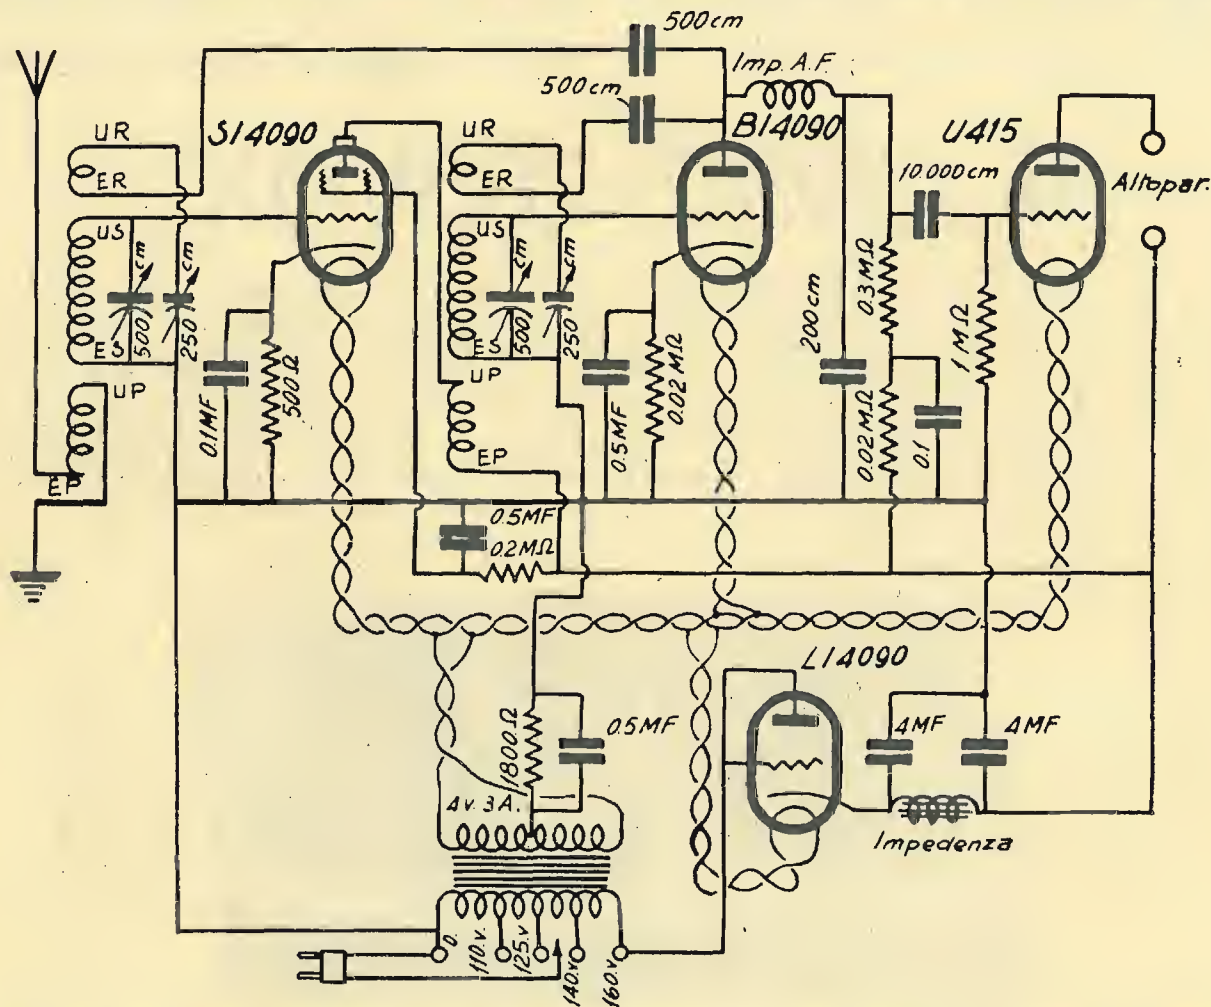 500cm
500cm
Imp. A.F.
SI4090
BI4090
U415
UR
ER
UR
ER
10.000cm
Altopar.
US
cm
cm
US
cm
cm
ES
500
250
ES
500
250
0.3MΩ
200cm
1MΩ
UP
UP
0.1MF
500Ω
0.5MF
0.02MΩ
0.02MΩ
0.1
EP
EP
0.5MF
0.2MΩ
LI4090
1800Ω
0.5MF
4MF
4MF
4v. 3A.
Impedenza
0.
110.v.
125.v
140.v
160.v